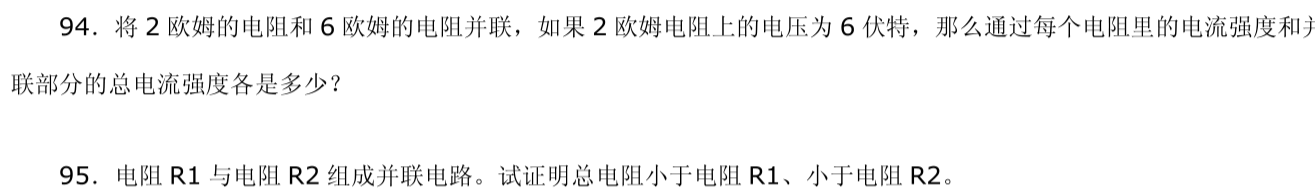 94．将 2 欧姆的电阻和 6 欧姆的电阻并联，如果 2 欧姆电阻上的电压为 6 伏特，那么通过每个电阻里的电流强度和并
联部分的总电流强度各是多少？
95．电阻 R1 与电阻 R2 组成并联电路。试证明总电阻小于电阻 R1、小于电阻 R2。